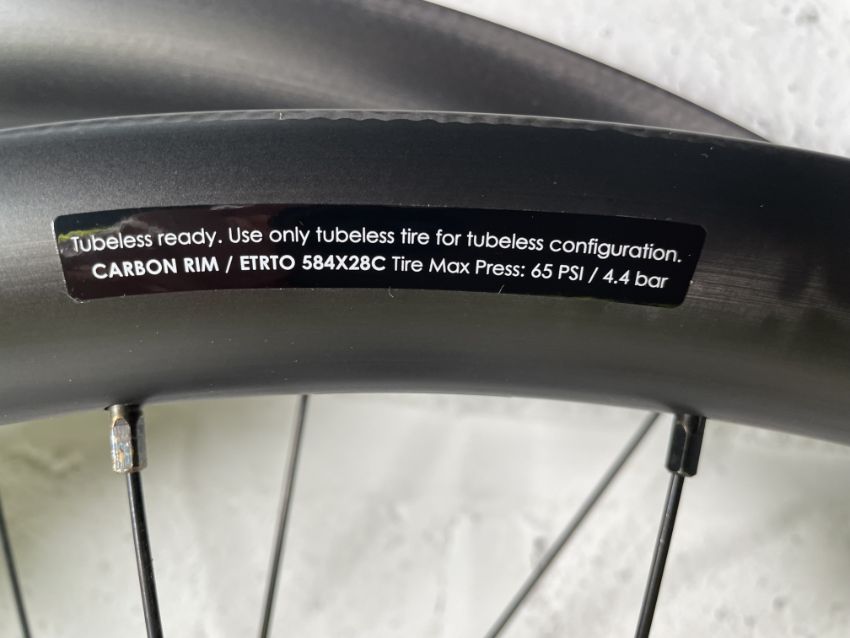 Tubeless ready. Use only tubeless tire for tubeless configuration.
CARBON RIM / ETRTO 584X28C Tire Max Press: 65 PSI / 4.4 bar